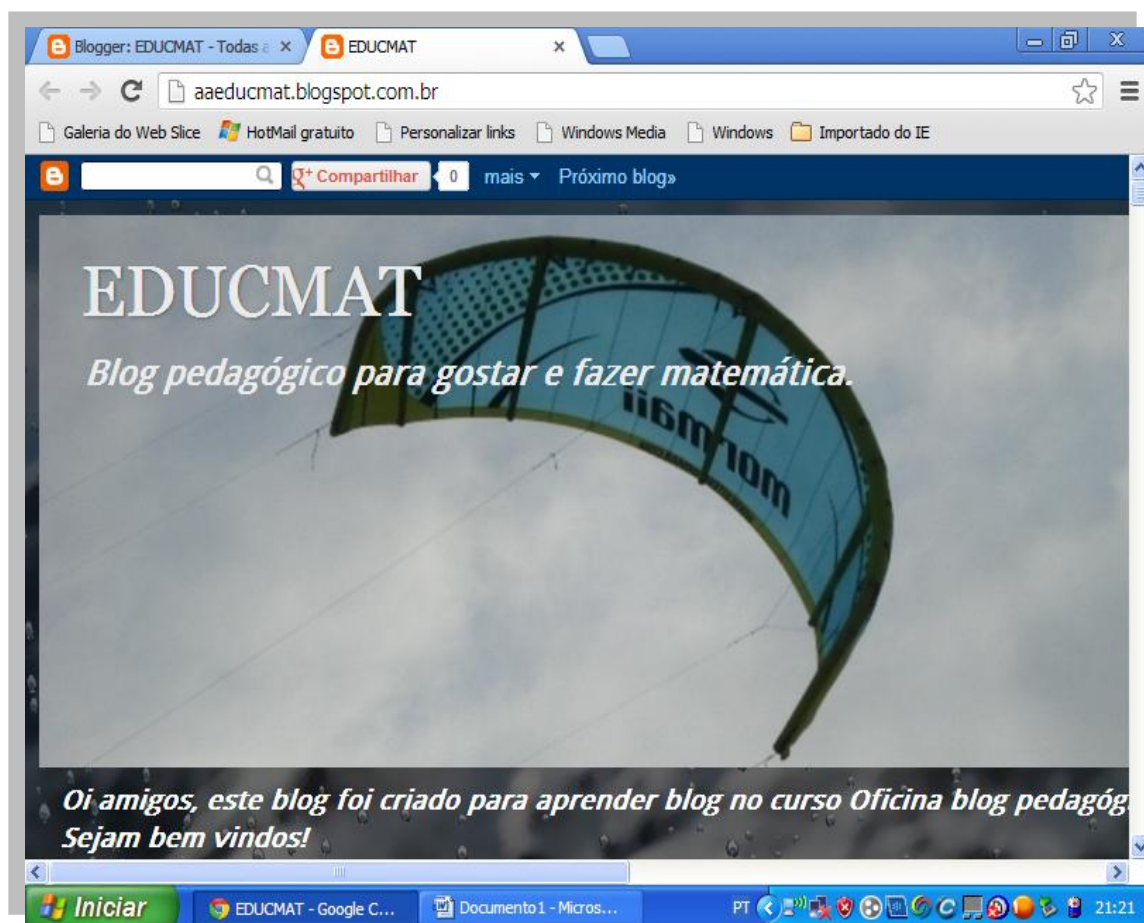 Blogger: EDUCMAT - Todas a
EDUCMAT
aaeducmat.blogspot.com.br
Galeria do Web Slice HotMail gratuito Personalizar links Windows Media Windows Importado do IE
g+ Compartilhar 0 mais Próximo blog»
EDUCMAT
Blog pedagógico para gostar e fazer matemática.
mormaii
Oi amigos, este blog foi criado para aprender blog no curso Oficina blog pedagóg
Sejam bem vindos!
Iniciar EDUCMAT - Google C... Documento1 - Micros... PT 21:21